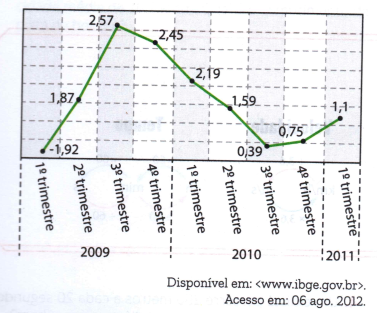 2,57
2,45
2,19
1,87
1,59
1,1
0,75
0,39
-1,92
1º trimestre
2º trimestre
3º trimestre
4º trimestre
1º trimestre
2º trimestre
3º trimestre
4º trimestre
1º trimestre
2009
2010
2011
Disponível em: <www.ibge.gov.br>.
Acesso em: 06 ago. 2012.